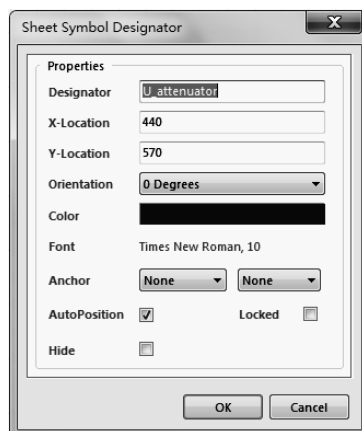 Sheet Symbol Designator
Properties
Designator U_attenuator
X-Location 440
Y-Location 570
Orientation 0 Degrees
Color
Font Times New Roman, 10
Anchor None None
AutoPosition Locked
Hide
OK Cancel